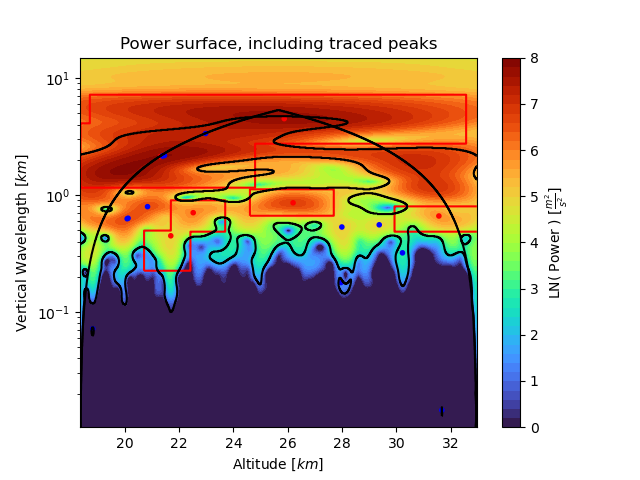 Power surface, including traced peaks
10¹
10⁰
10⁻¹
Vertical Wavelength [km]
20 22 24 26 28 30 32
Altitude [km]
8
7
6
5
4
3
2
1
0
LN( Power ) [m²/s²]